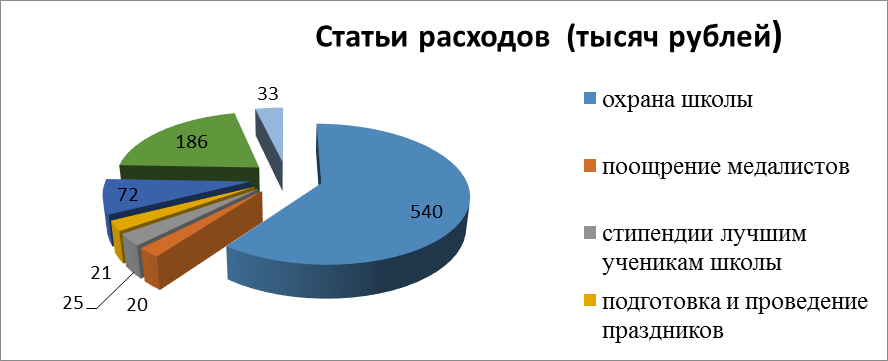 Статьи расходов (тысяч рублей)
33
186
72
540
21
25
20
охрана школы
поощрение медалистов
стипендии лучшим
ученикам школы
подготовка и проведение
праздников